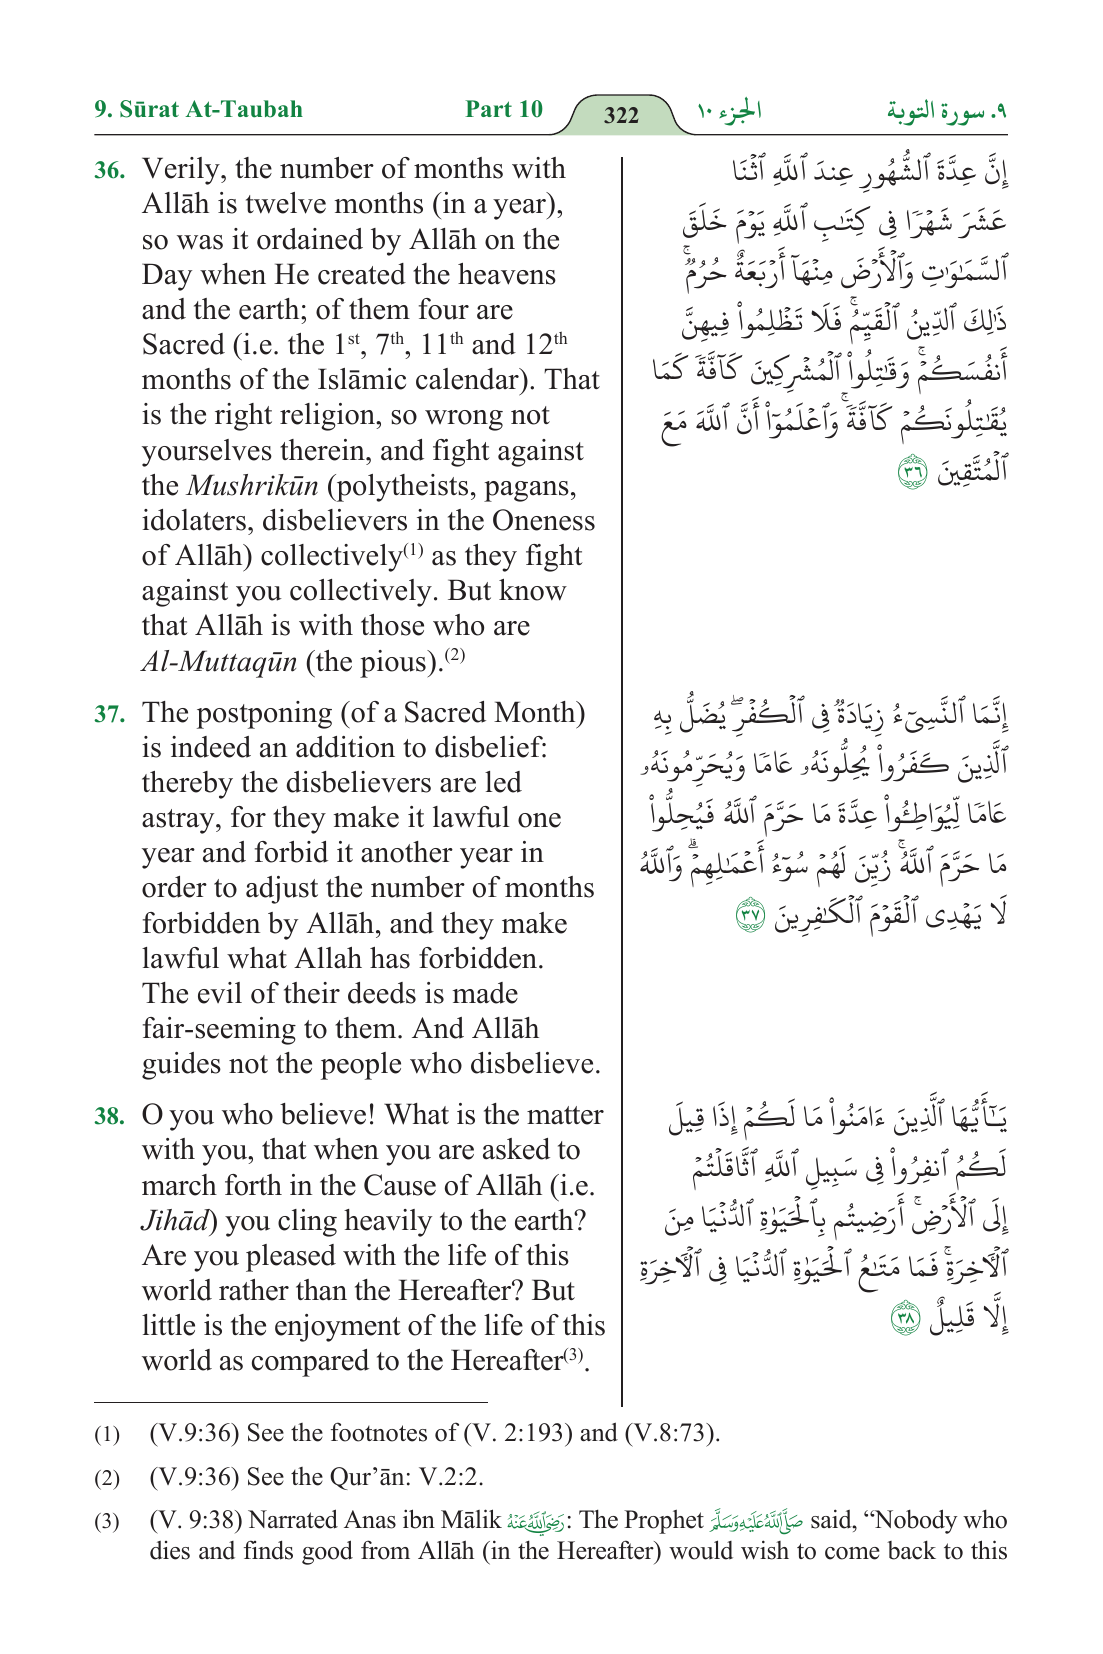 9. Sūrat At-Taubah Part 10 322 الجزء ١٠ ٩. سورة التوبة
36. Verily, the number of months with
Allāh is twelve months (in a year),
so was it ordained by Allāh on the
Day when He created the heavens
and the earth; of them four are
Sacred (i.e. the 1st, 7th, 11th and 12th
months of the Islāmic calendar). That
is the right religion, so wrong not
yourselves therein, and fight against
the Mushrikūn (polytheists, pagans,
idolaters, disbelievers in the Oneness
of Allāh) collectively(1) as they fight
against you collectively. But know
that Allāh is with those who are
Al-Muttaqūn (the pious).(2)
إِنَّ عِدَّةَ ٱلشُّهُورِ عِندَ ٱللَّهِ ٱثۡنَا
عَشَرَ شَهۡرٗا فِي كِتَٰبِ ٱللَّهِ يَوۡمَ خَلَقَ
ٱلسَّمَٰوَٰتِ وَٱلۡأَرۡضَ مِنۡهَآ أَرۡبَعَةٌ حُرُمٞۚ
ذَٰلِكَ ٱلدِّينُ ٱلۡقَيِّمُۚ فَلَا تَظۡلِمُواْ فِيهِنَّ
أَنفُسَكُمۡۚ وَقَٰتِلُواْ ٱلۡمُشۡرِكِينَ كَآفَّةٗ كَمَا
يُقَٰتِلُونَكُمۡ كَآفَّةٗۚ وَٱعۡلَمُوٓاْ أَنَّ ٱللَّهَ مَعَ
ٱلۡمُتَّقِينَ ٣٦
37. The postponing (of a Sacred Month)
is indeed an addition to disbelief:
thereby the disbelievers are led
astray, for they make it lawful one
year and forbid it another year in
order to adjust the number of months
forbidden by Allāh, and they make
lawful what Allah has forbidden.
The evil of their deeds is made
fair-seeming to them. And Allāh
guides not the people who disbelieve.
إِنَّمَا ٱلنَّسِيٓءُ زِيَادَةٞ فِي ٱلۡكُفۡرِۖ يُضَلُّ بِهِ
ٱلَّذِينَ كَفَرُواْ يُحِلُّونَهُۥ عَامٗا وَيُحَرِّمُونَهُۥ
عَامٗا لِّيُوَاطِـُٔواْ عِدَّةَ مَا حَرَّمَ ٱللَّهُ فَيُحِلُّواْ
مَا حَرَّمَ ٱللَّهُۚ زُيِّنَ لَهُمۡ سُوٓءُ أَعۡمَٰلِهِمۡۗ وَٱللَّهُ
لَا يَهۡدِي ٱلۡقَوۡمَ ٱلۡكَٰفِرِينَ ٣٧
38. O you who believe! What is the matter
with you, that when you are asked to
march forth in the Cause of Allāh (i.e.
Jihād) you cling heavily to the earth?
Are you pleased with the life of this
world rather than the Hereafter? But
little is the enjoyment of the life of this
world as compared to the Hereafter(3).
يَٰٓأَيُّهَا ٱلَّذِينَ ءَامَنُواْ مَا لَكُمۡ إِذَا قِيلَ
لَكُمُ ٱنفِرُواْ فِي سَبِيلِ ٱللَّهِ ٱثَّاقَلۡتُمۡ
إِلَى ٱلۡأَرۡضِۚ أَرَضِيتُم بِٱلۡحَيَوٰةِ ٱلدُّنۡيَا مِنَ
ٱلۡأٓخِرَةِۚ فَمَا مَتَٰعُ ٱلۡحَيَوٰةِ ٱلدُّنۡيَا فِي ٱلۡأٓخِرَةِ
إِلَّا قَلِيلٌ ٣٨
(1) (V.9:36) See the footnotes of (V. 2:193) and (V.8:73).
(2) (V.9:36) See the Qur’ān: V.2:2.
(3) (V. 9:38) Narrated Anas ibn Mālik رَضِيَ اللَّهُ عَنْهُ: The Prophet صَلَّى اللَّهُ عَلَيْهِ وَسَلَّمَ said, “Nobody who
dies and finds good from Allāh (in the Hereafter) would wish to come back to this